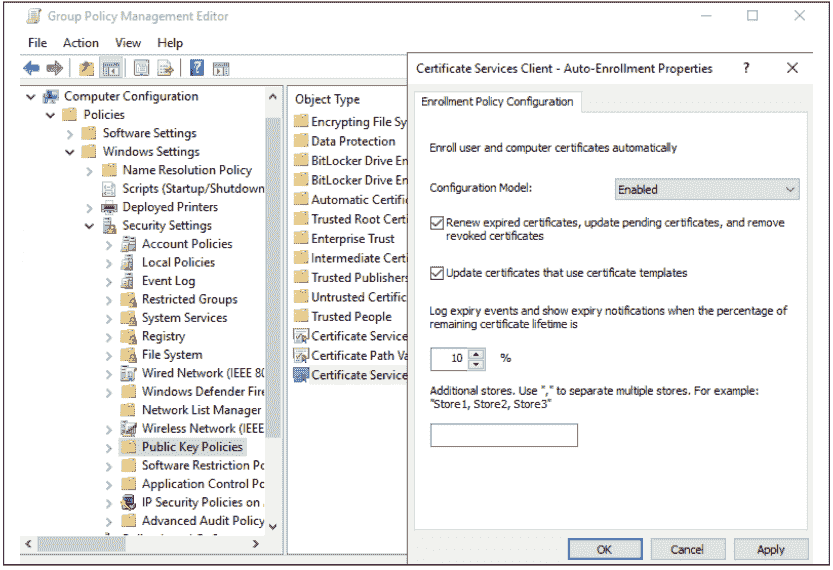 Group Policy Management Editor
File Action View Help
Computer Configuration
Policies
Software Settings
Windows Settings
Name Resolution Policy
Scripts (Startup/Shutdown
Deployed Printers
Security Settings
Account Policies
Local Policies
Event Log
Restricted Groups
System Services
Registry
File System
Wired Network (IEEE 80
Windows Defender Fire
Network List Manager
Wireless Network (IEEE
Public Key Policies
Software Restriction Po
Application Control Po
IP Security Policies on
Advanced Audit Policy
Object Type
Encrypting File Sy
Data Protection
BitLocker Drive En
BitLocker Drive En
Automatic Certifi
Trusted Root Certi
Enterprise Trust
Intermediate Certi
Trusted Publishers
Untrusted Certific
Trusted People
Certificate Service
Certificate Path Va
Certificate Service
Certificate Services Client - Auto-Enrollment Properties ?
Enrollment Policy Configuration
Enroll user and computer certificates automatically
Configuration Model: Enabled
Renew expired certificates, update pending certificates, and remove
revoked certificates
Update certificates that use certificate templates
Log expiry events and show expiry notifications when the percentage of
remaining certificate lifetime is
10 %
Additional stores. Use "," to separate multiple stores. For example:
"Store1, Store2, Store3"
OK Cancel Apply